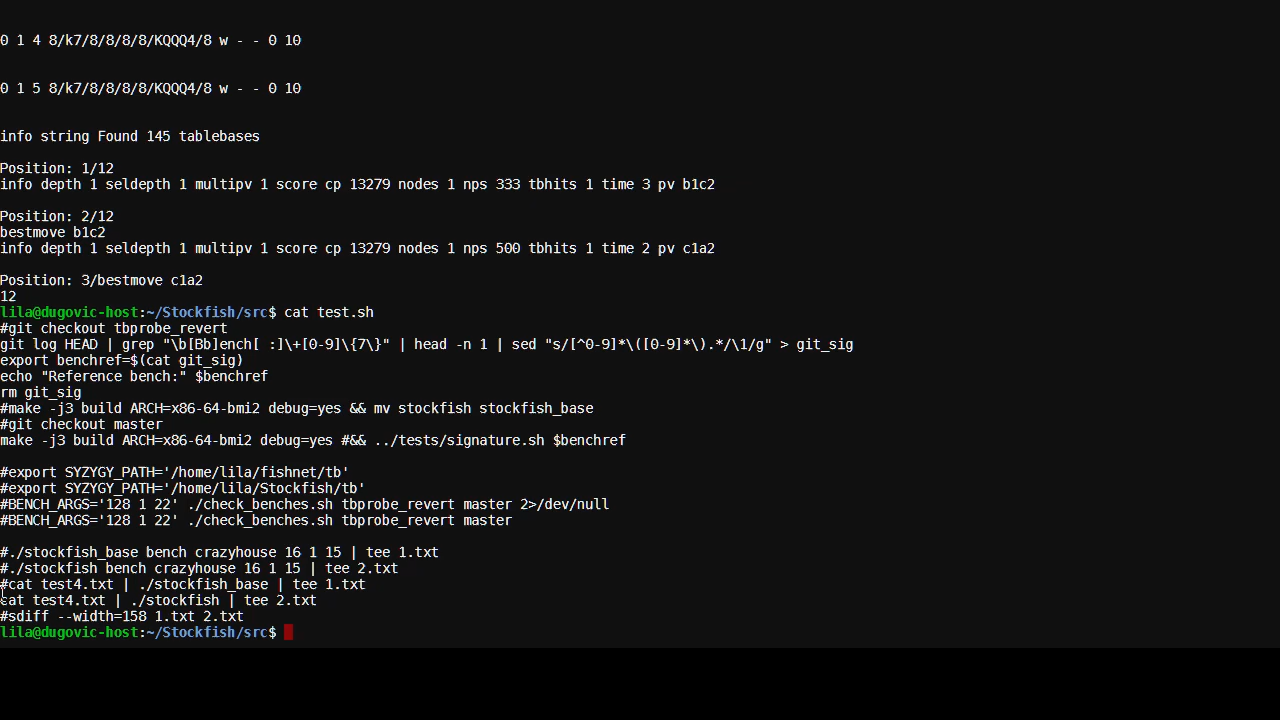 0 1 4 8/k7/8/8/8/8/KQQQ4/8 w - - 0 10
0 1 5 8/k7/8/8/8/8/KQQQ4/8 w - - 0 10
info string Found 145 tablebases
Position: 1/12
info depth 1 seldepth 1 multipv 1 score cp 13279 nodes 1 nps 333 tbhits 1 time 3 pv b1c2
Position: 2/12
bestmove b1c2
info depth 1 seldepth 1 multipv 1 score cp 13279 nodes 1 nps 500 tbhits 1 time 2 pv c1a2
Position: 3/bestmove c1a2
12
lila@dugovic-host:~/Stockfish/src$ cat test.sh
#git checkout tbprobe_revert
git log HEAD | grep "\b[Bb]ench[ :]\+[0-9]\{7\}" | head -n 1 | sed "s/[^0-9]*\([0-9]*\).*/\1/g" > git_sig
export benchref=$(cat git_sig)
echo "Reference bench:" $benchref
rm git_sig
#make -j3 build ARCH=x86-64-bmi2 debug=yes && mv stockfish stockfish_base
#git checkout master
make -j3 build ARCH=x86-64-bmi2 debug=yes #&& ../tests/signature.sh $benchref
#export SYZYGY_PATH='/home/lila/fishnet/tb'
#export SYZYGY_PATH='/home/lila/Stockfish/tb'
#BENCH_ARGS='128 1 22' ./check_benches.sh tbprobe_revert master 2>/dev/null
#BENCH_ARGS='128 1 22' ./check_benches.sh tbprobe_revert master
#./stockfish_base bench crazyhouse 16 1 15 | tee 1.txt
#./stockfish bench crazyhouse 16 1 15 | tee 2.txt
#cat test4.txt | ./stockfish_base | tee 1.txt
cat test4.txt | ./stockfish | tee 2.txt
#sdiff --width=158 1.txt 2.txt
lila@dugovic-host:~/Stockfish/src$